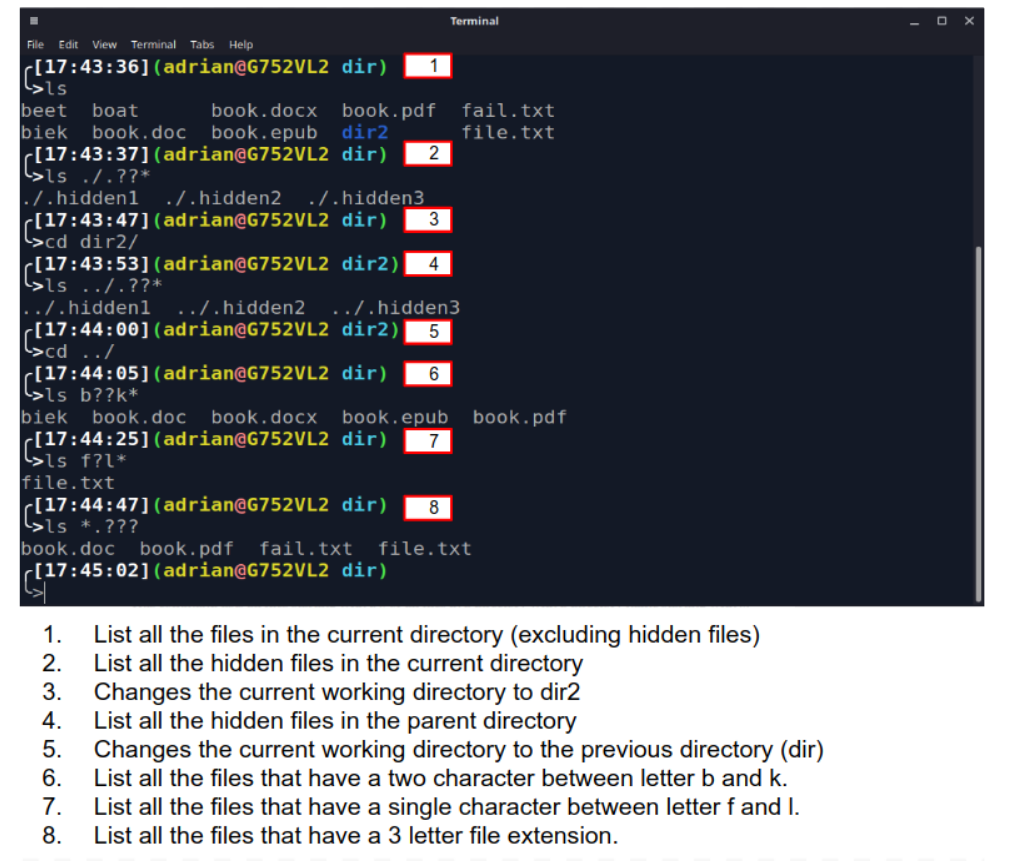 Terminal
File Edit View Terminal Tabs Help
[17:43:36](adrian@G752VL2 dir) 1
>ls
beet boat book.docx book.pdf fail.txt
biek book.doc book.epub dir2 file.txt
[17:43:37](adrian@G752VL2 dir) 2
>ls ./.??*
./.hidden1 ./.hidden2 ./.hidden3
[17:43:47](adrian@G752VL2 dir) 3
>cd dir2/
[17:43:53](adrian@G752VL2 dir2) 4
>ls ../.??*
../.hidden1 ../.hidden2 ../.hidden3
[17:44:00](adrian@G752VL2 dir2) 5
>cd ../
[17:44:05](adrian@G752VL2 dir) 6
>ls b??k*
biek book.doc book.docx book.epub book.pdf
[17:44:25](adrian@G752VL2 dir) 7
>ls f?l*
file.txt
[17:44:47](adrian@G752VL2 dir) 8
>ls *.???
book.doc book.pdf fail.txt file.txt
[17:45:02](adrian@G752VL2 dir)
>
1. List all the files in the current directory (excluding hidden files)
2. List all the hidden files in the current directory
3. Changes the current working directory to dir2
4. List all the hidden files in the parent directory
5. Changes the current working directory to the previous directory (dir)
6. List all the files that have a two character between letter b and k.
7. List all the files that have a single character between letter f and l.
8. List all the files that have a 3 letter file extension.